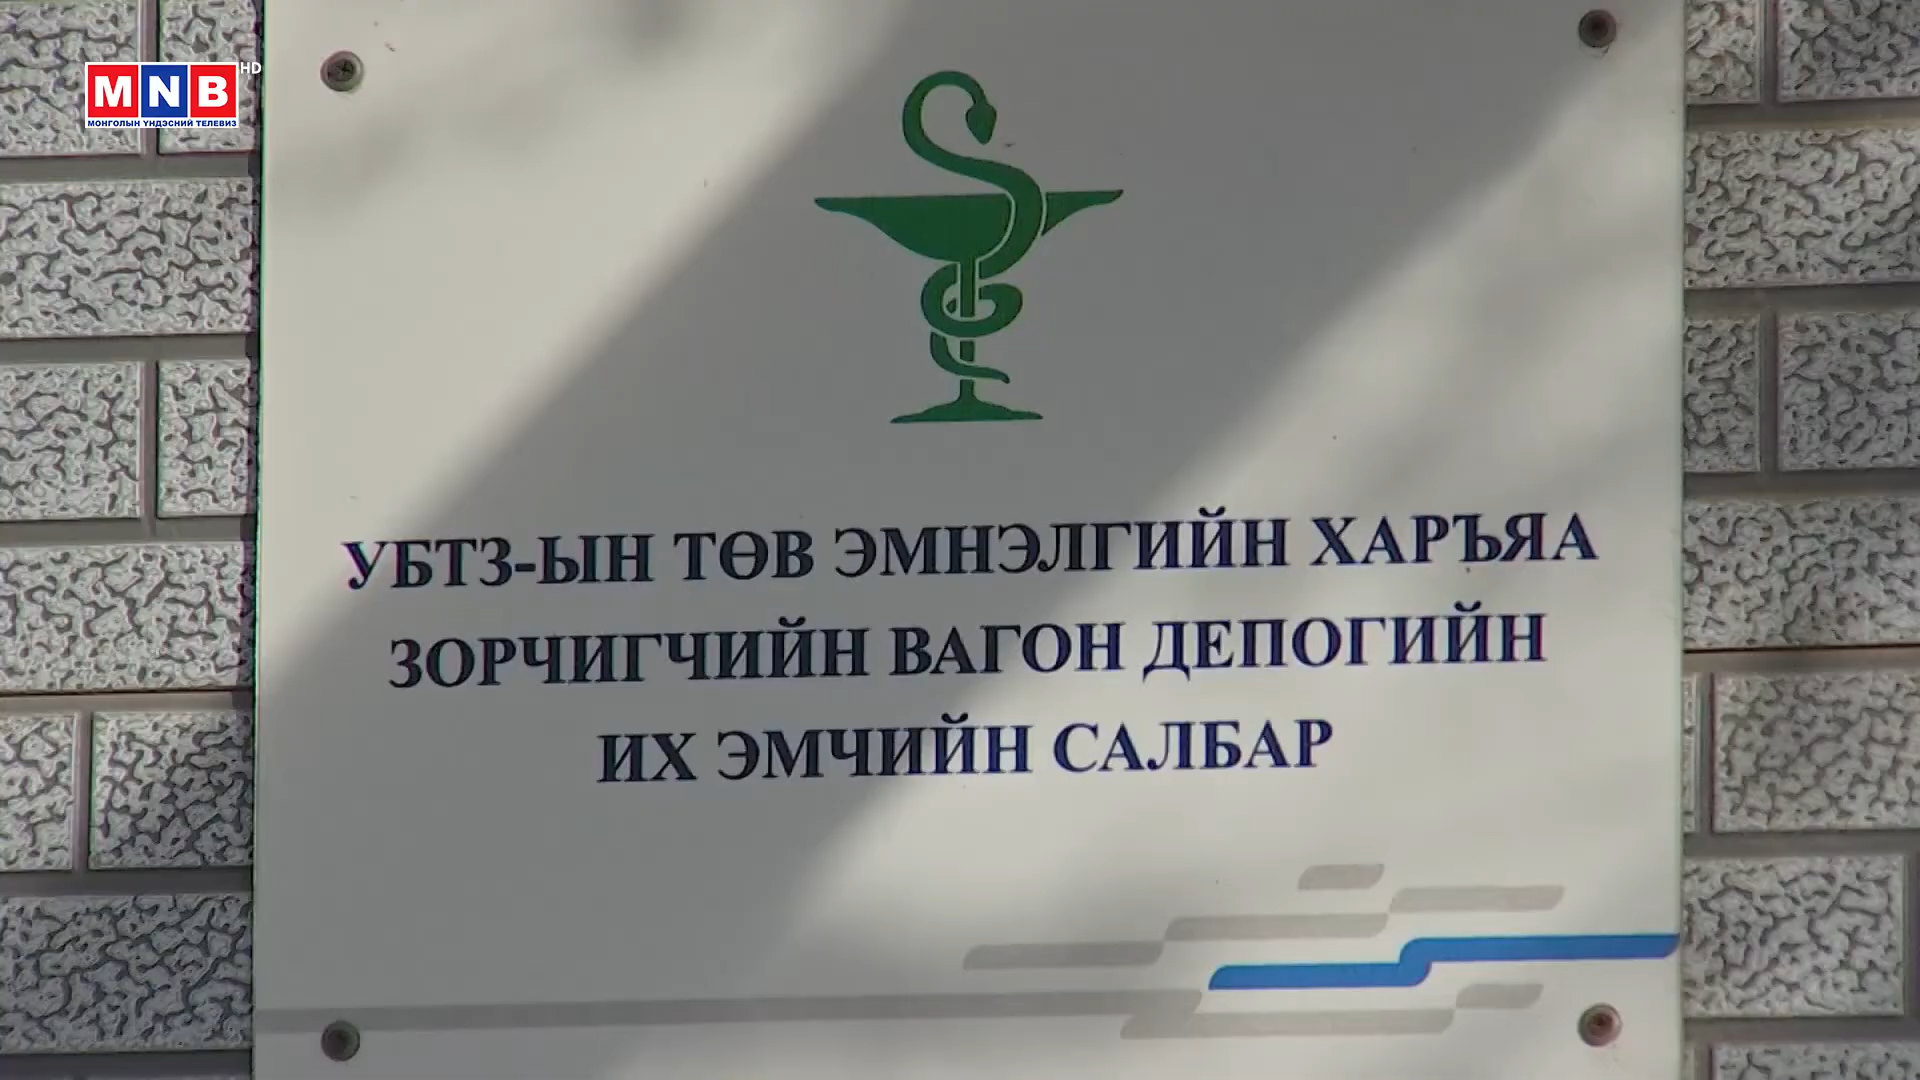 MNB HD
МОНГОЛЫН ҮНДЭСНИЙ ТЕЛЕВИЗ
УБТЗ-ЫН ТӨВ ЭМНЭЛГИЙН ХАРЪЯА
ЗОРЧИГЧИЙН ВАГОН ДЕПОГИЙН
ИХ ЭМЧИЙН САЛБАР